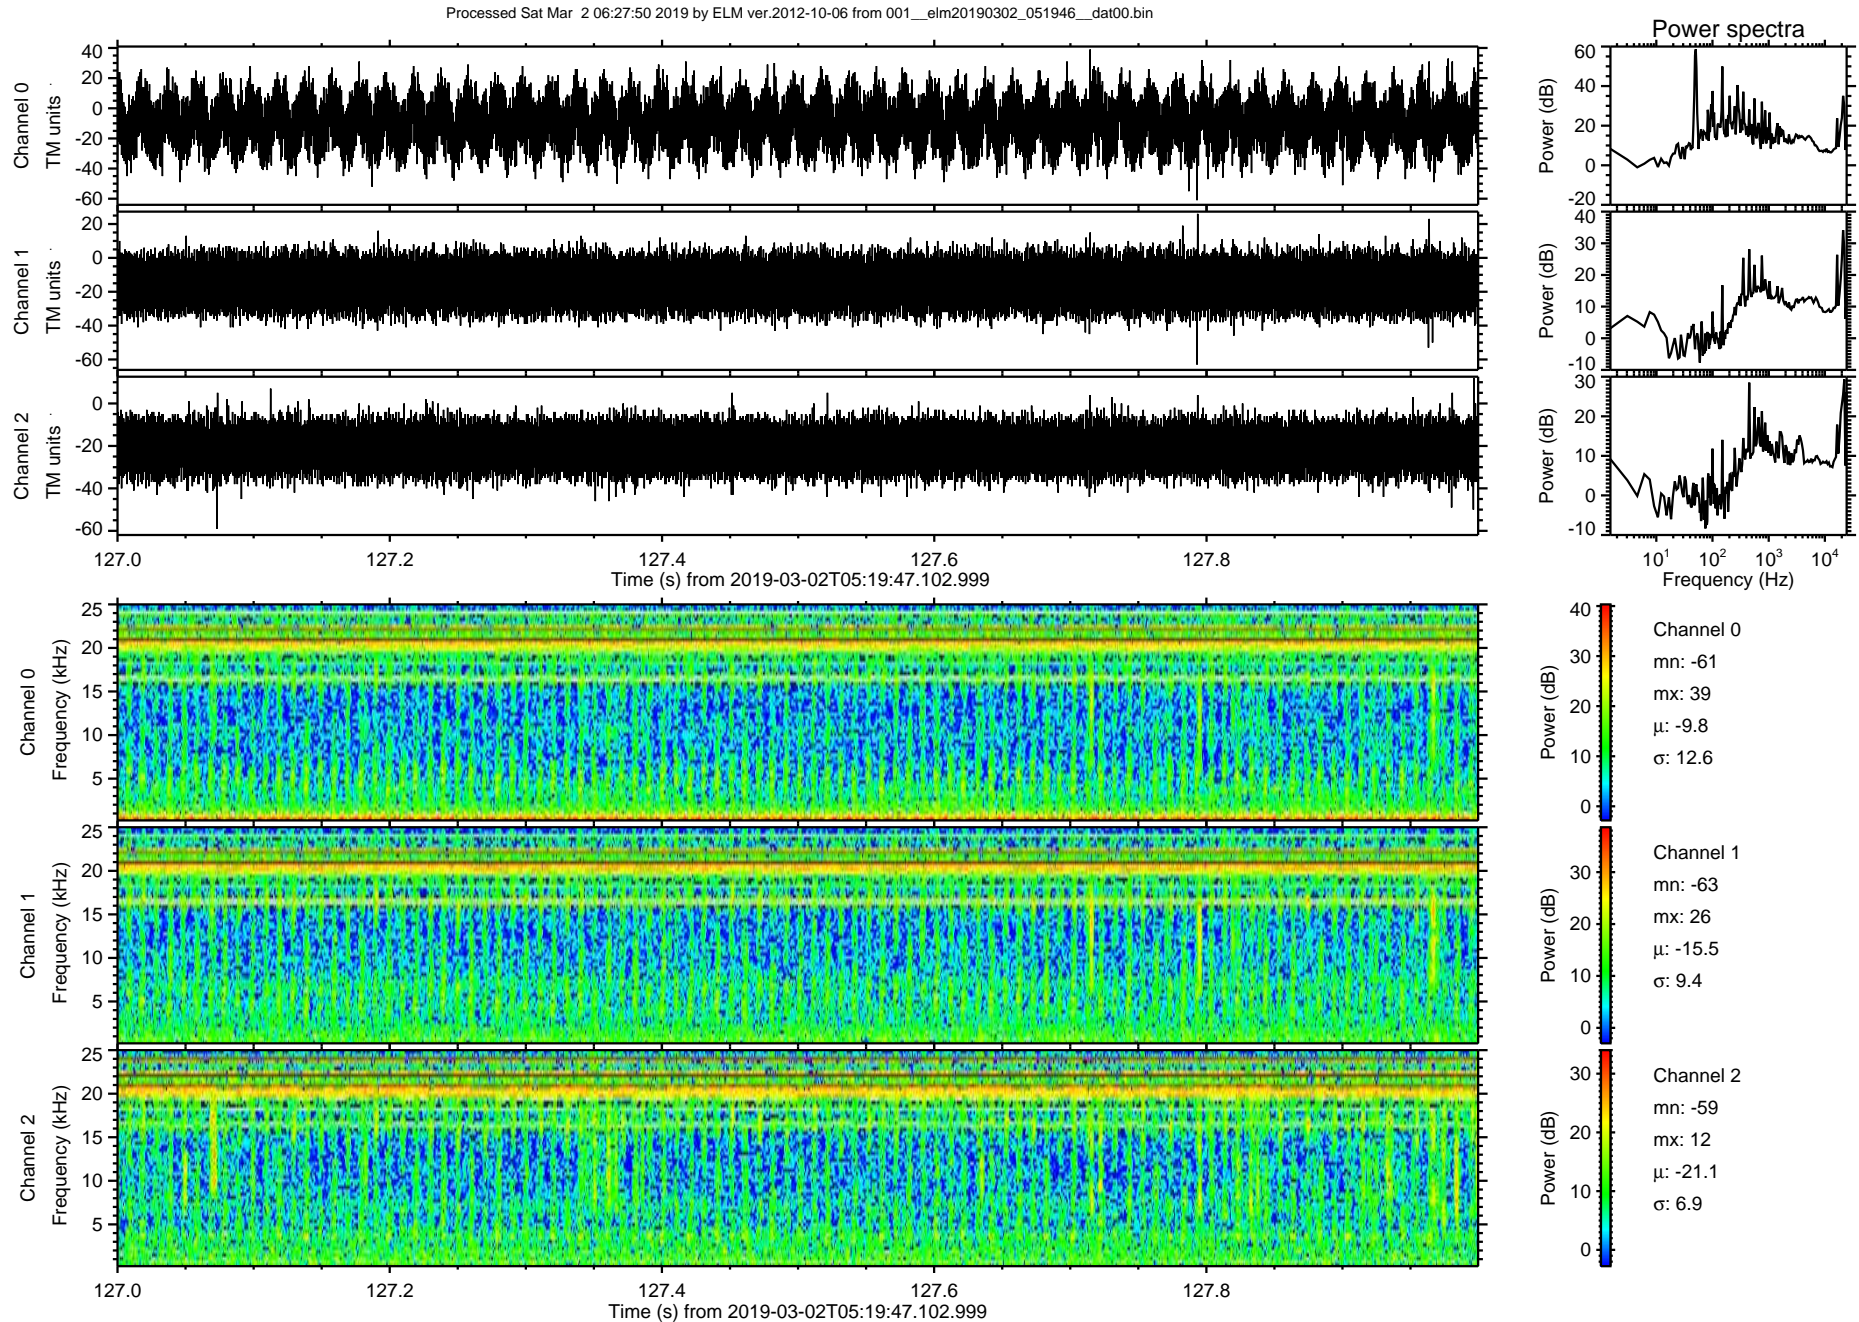 Processed Sat Mar  2 06:27:50 2019 by ELM ver.2012-10-06 from 001__elm20190302_051946__dat00.bin
Power spectra
Channel 0
TM units
40
20
0
-20
-40
-60
Power (dB)
60
40
20
0
-20
Channel 1
TM units
20
0
-20
-40
-60
Power (dB)
40
30
20
10
0
-10
Channel 2
TM units
0
-20
-40
-60
Power (dB)
30
20
10
0
-10
127.0 127.2 127.4 127.6 127.8
Time (s) from 2019-03-02T05:19:47.102.999
10¹ 10² 10³ 10⁴
Frequency (Hz)
Channel 0
Frequency (kHz)
25
20
15
10
5
Power (dB)
40
30
20
10
0
Channel 0
mn: -61
mx: 39
µ: -9.8
σ: 12.6
Channel 1
Frequency (kHz)
25
20
15
10
5
Power (dB)
30
20
10
0
Channel 1
mn: -63
mx: 26
µ: -15.5
σ: 9.4
Channel 2
Frequency (kHz)
25
20
15
10
5
Power (dB)
30
20
10
0
Channel 2
mn: -59
mx: 12
µ: -21.1
σ: 6.9
127.0 127.2 127.4 127.6 127.8
Time (s) from 2019-03-02T05:19:47.102.999